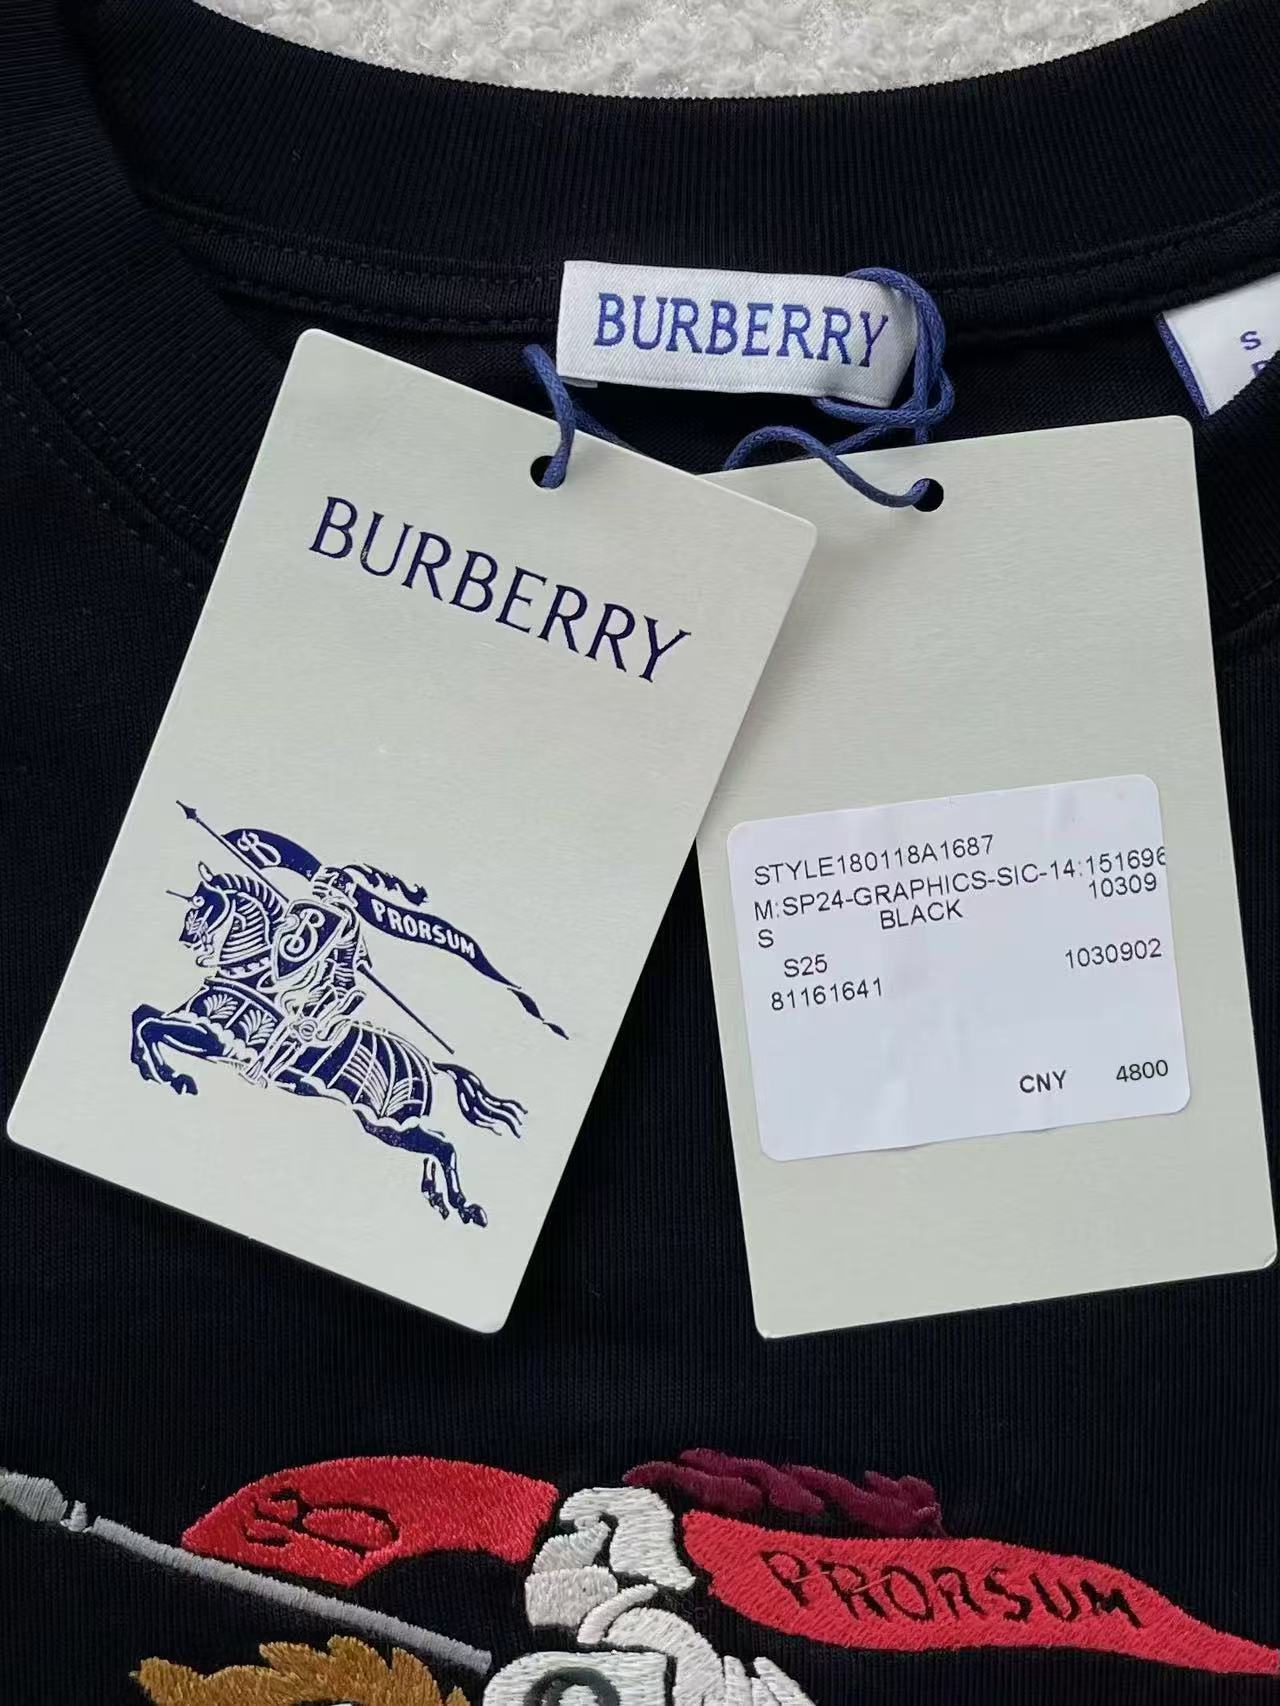 BURBERRY
S
BURBERRY
B
PRORSUM
B
STYLE180118A1687
M:SP24-GRAPHICS-SIC-14:151696
10309
S BLACK
S25 1030902
81161641
CNY 4800
B
PRORSUM